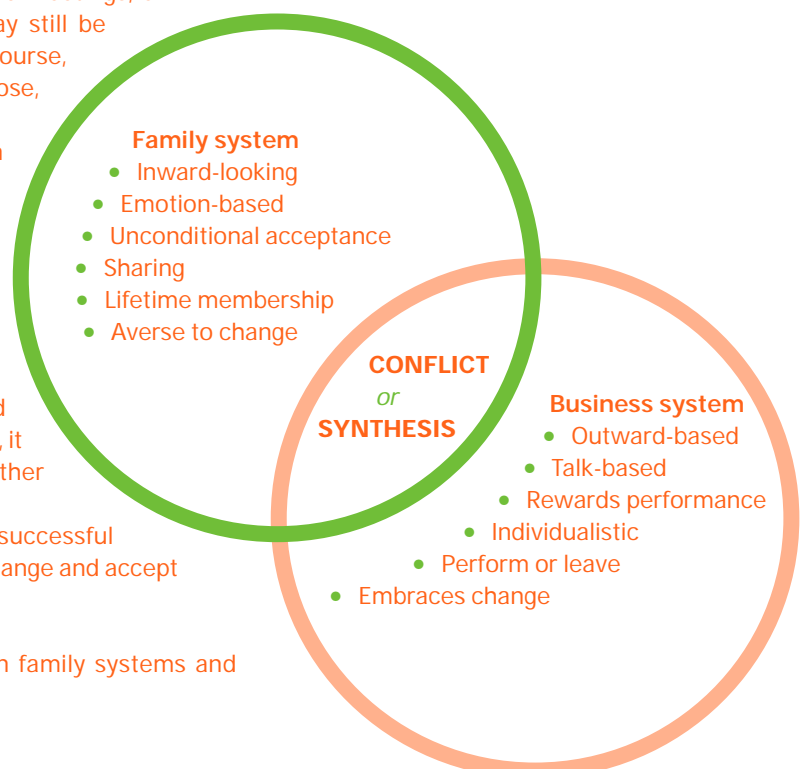 ay still be
ourse,
ose,
Family system
• Inward-looking
• Emotion-based
• Unconditional acceptance
• Sharing
• Lifetime membership
• Averse to change
CONFLICT
or
SYNTHESIS
Business system
• Outward-based
• Talk-based
• Rewards performance
• Individualistic
• Perform or leave
• Embraces change
d
, it
ther
successful
ange and accept
n family systems and